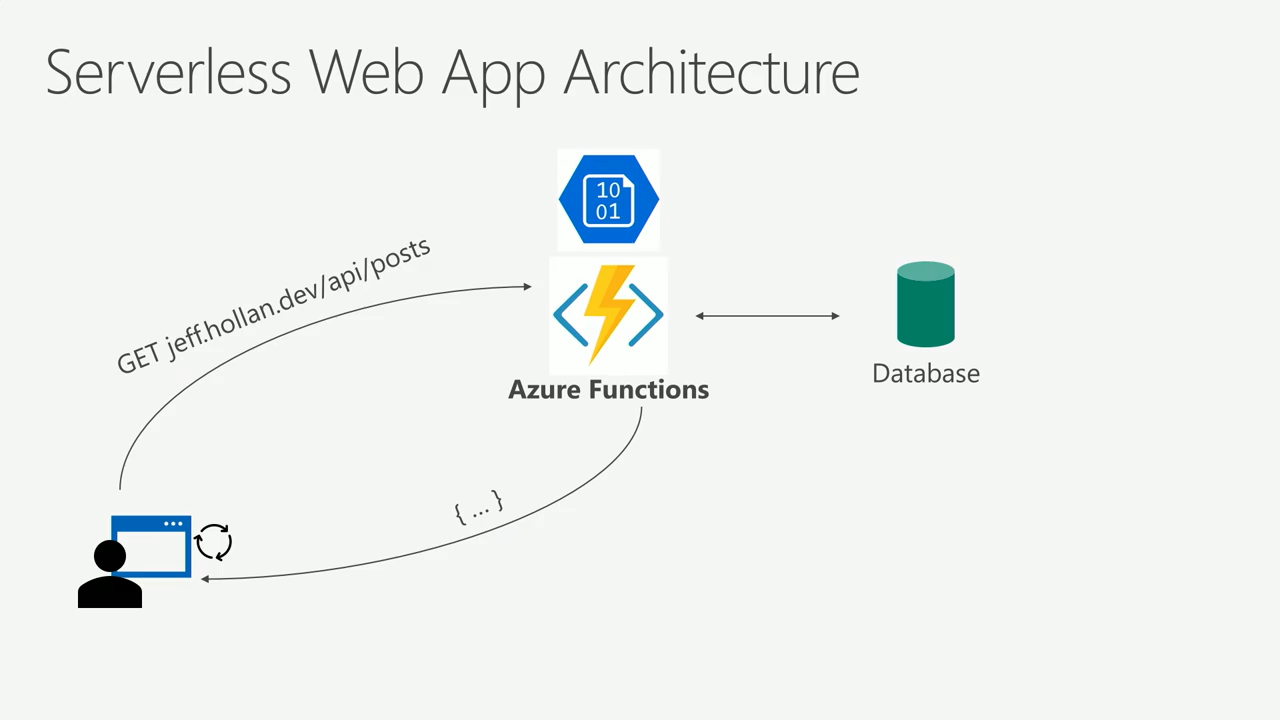 Serverless Web App Architecture
10
01
GET jeff.hollan.dev/api/posts
Azure Functions
Database
{ ... }